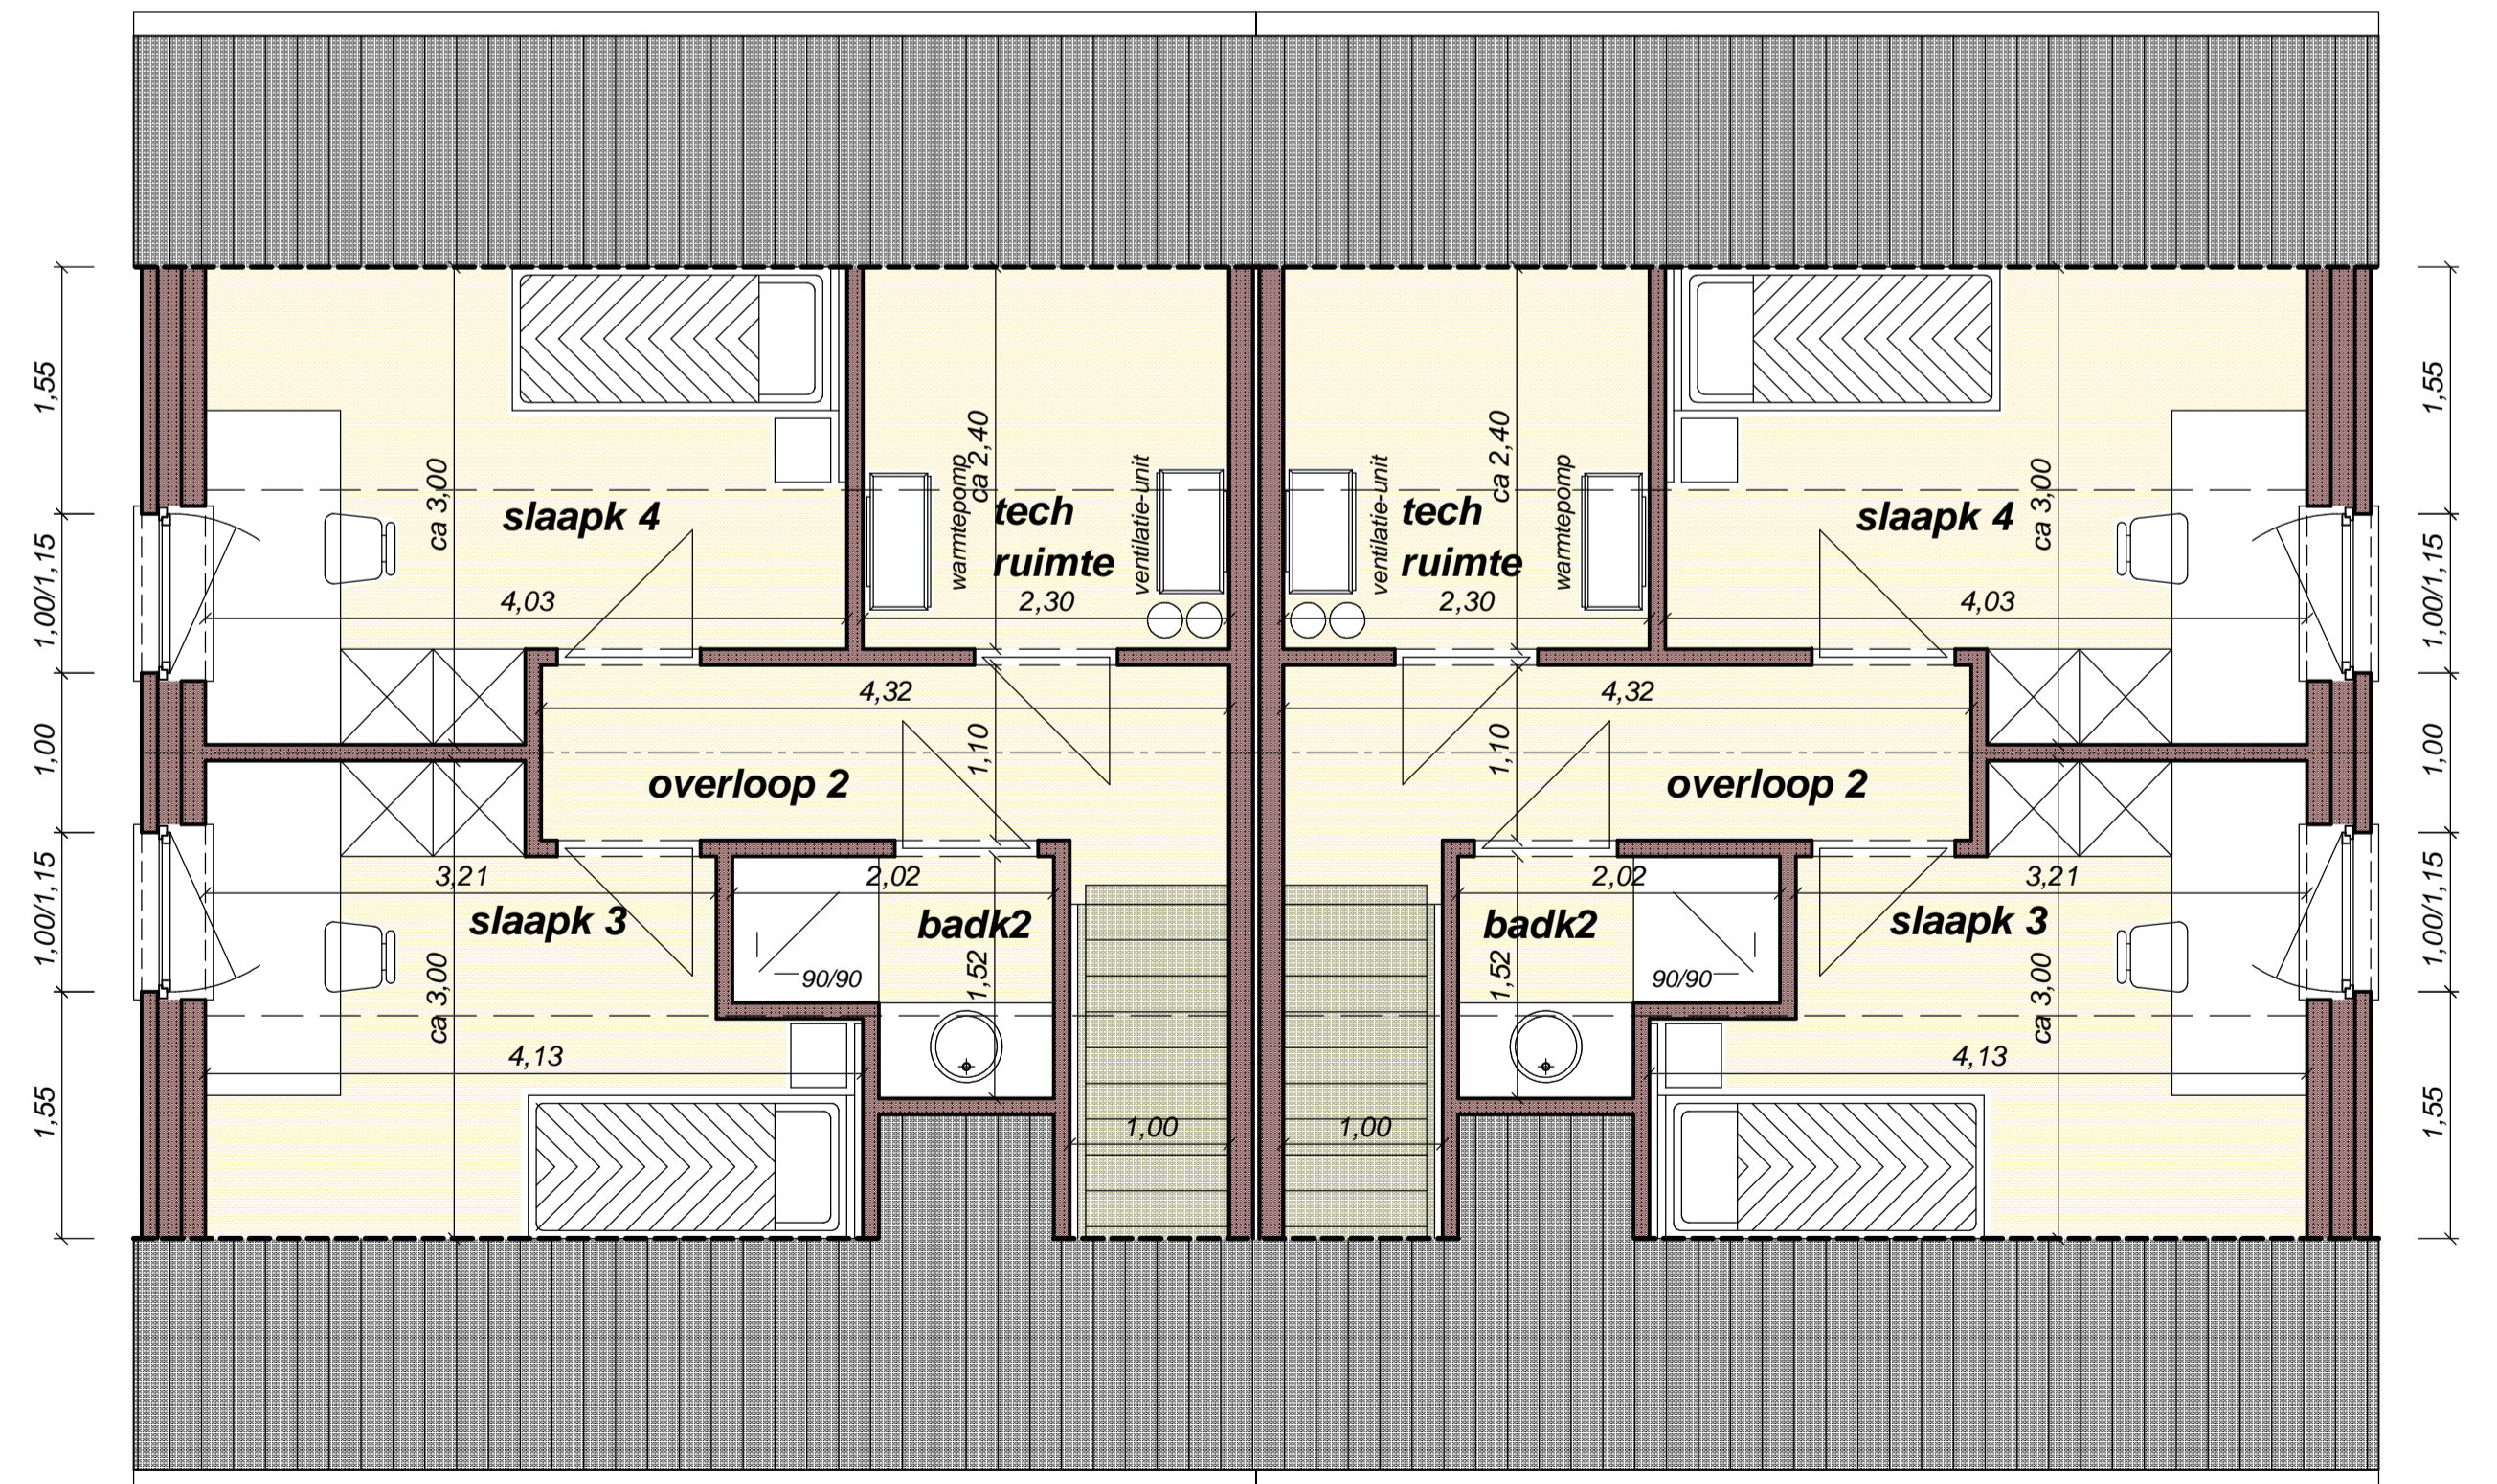 1,55
1,00/1,15
1,00
1,00/1,15
1,55
ca 3,00
slaapk 4
4,03
warmtepomp
ca 2,40
tech
ruimte
ventilatie-unit
2,30
4,32
1,10
overloop 2
3,21
slaapk 3
ca 3,00
4,13
2,02
badk2
90/90
1,52
1,00
ventilatie-unit
tech
ruimte
ca 2,40
warmtepomp
2,30
slaapk 4
ca 3,00
4,03
4,32
1,10
overloop 2
2,02
badk2
90/90
1,52
1,00
3,21
slaapk 3
ca 3,00
4,13
1,55
1,00/1,15
1,00
1,00/1,15
1,55